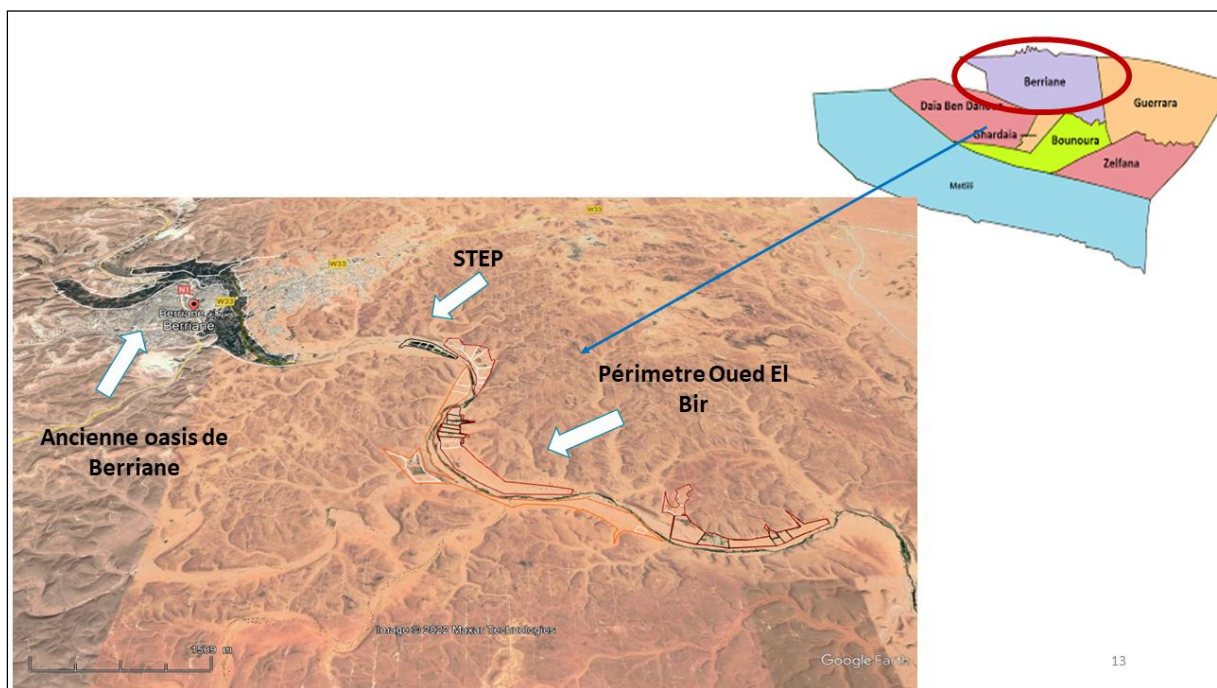 Berriane
Daia Ben Dahoua
Guerrara
Ghardaia
Bounoura
Zelfana
Metlili
W33
STEP
W33
N1
W33
Berriane
Berriane
Périmetre Oued El
Bir
Ancienne oasis de
Berriane
Image © 2022 Maxar Technologies
1509 m
Google Earth
13